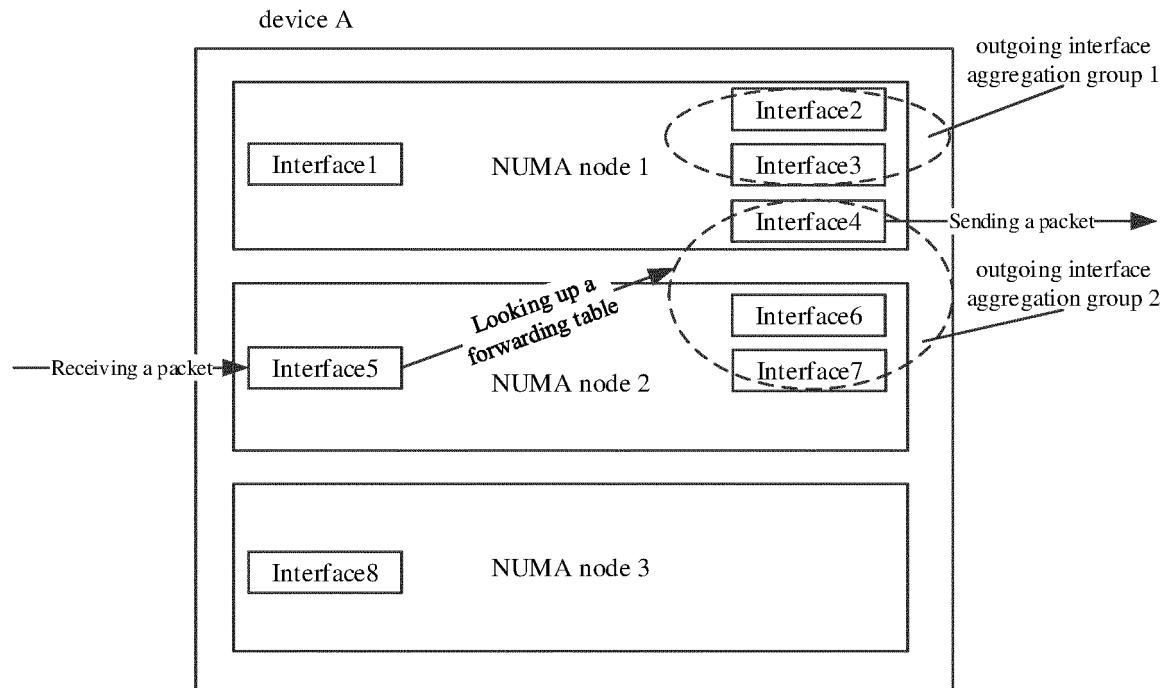 device A
outgoing interface
aggregation group 1
Interface2
Interface1
NUMA node 1
Interface3
Interface4
Sending a packet
outgoing interface
aggregation group 2
Looking up a
forwarding table
Interface6
Receiving a packet
Interface5
NUMA node 2
Interface7
Interface8
NUMA node 3